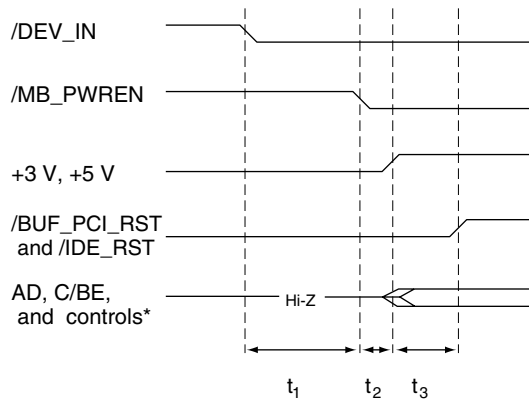 /DEV_IN
/MB_PWREN
+3 V, +5 V
/BUF_PCI_RST
and /IDE_RST
AD, C/BE,
and controls*
Hi-Z
t1 t2 t3